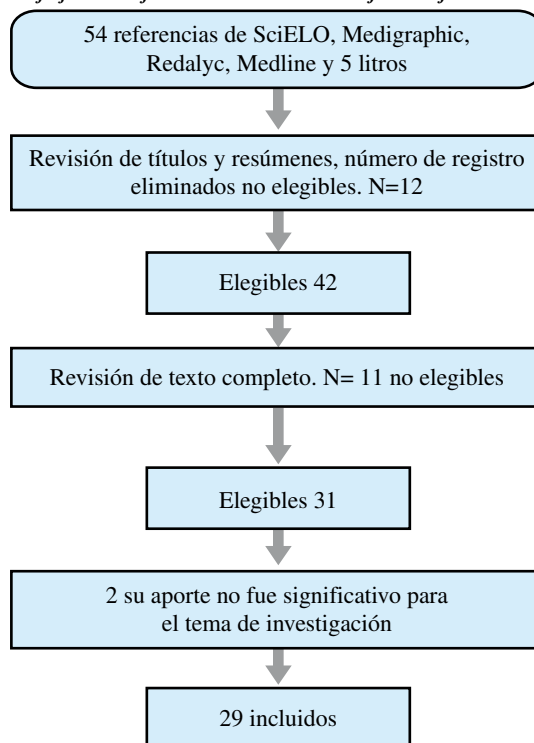 54 referencias de SciELO, Medigraphic,
Redalyc, Medline y 5 litros
Revisión de títulos y resúmenes, número de registro
eliminados no elegibles. N=12
Elegibles 42
Revisión de texto completo. N= 11 no elegibles
Elegibles 31
2 su aporte no fue significativo para
el tema de investigación
29 incluidos